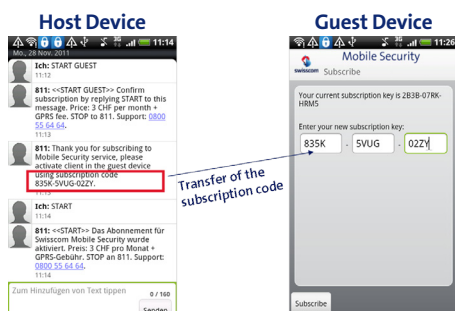 Host Device
Guest Device
11:14
Mo., 28 Nov. 2011
Ich: START GUEST
11:12
811: <<START GUEST>> Confirm
subscription by replying START to this
message. Price: 3 CHF per month +
GPRS fee. STOP to 811. Support: 0800
55 64 64.
11:13
811: Thank you for subscribing to
Mobile Security service, please
activate client in the guest device
using subscription code
835K-5VUG-02ZY.
11:13
Ich: START
11:14
811: <<START>> Das Abonnement für
Swisscom Mobile Security wurde
aktiviert. Preis: 3 CHF pro Monat +
GPRS-Gebühr. STOP an 811. Support:
0800 55 64 64.
11:14
Zum Hinzufügen von Text tippen
0 / 160
Senden
Transfer of the
subscription code
11:26
Mobile Security
swisscom Subscribe
Your current subscription key is 2B3B-07RK-
HRM5
Enter your new subscription key:
835K - 5VUG - 02ZY
Subscribe